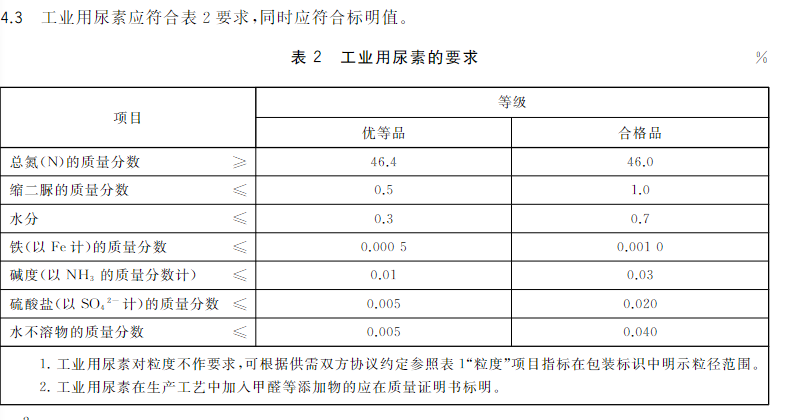 4.3 工业用尿素应符合表 2 要求,同时应符合标明值。
表 2 工业用尿素的要求 %
项目 等级
优等品 合格品
总氮(N)的质量分数 ≥ 46.4 46.0
缩二脲的质量分数 ≤ 0.5 1.0
水分 ≤ 0.3 0.7
铁(以 Fe 计)的质量分数 ≤ 0.000 5 0.001 0
碱度(以 NH₃ 的质量分数计) ≤ 0.01 0.03
硫酸盐(以 SO₄²⁻ 计)的质量分数 ≤ 0.005 0.020
水不溶物的质量分数 ≤ 0.005 0.040
1. 工业用尿素对粒度不作要求,可根据供需双方协议约定参照表 1“粒度”项目指标在包装标识中明示粒径范围。
2. 工业用尿素在生产工艺中加入甲醛等添加物的应在质量证明书标明。